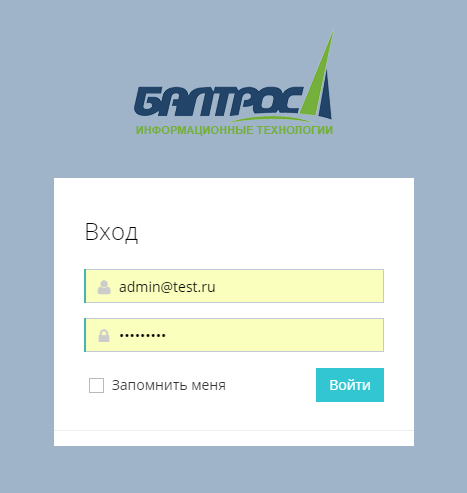 БАЛТРОС
ИНФОРМАЦИОННЫЕ ТЕХНОЛОГИИ
Вход
admin@test.ru
•••••••••
Запомнить меня
Войти